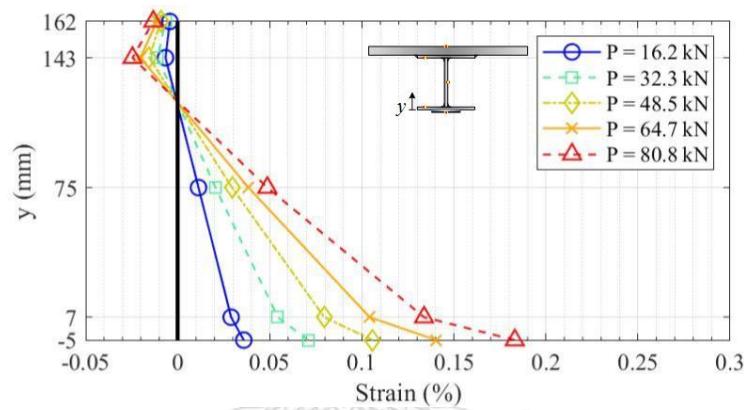 162
143
75
7
-5
y (mm)
-0.05 0 0.05 0.1 0.15 0.2 0.25 0.3
Strain (%)
y
P = 16.2 kN
P = 32.3 kN
P = 48.5 kN
P = 64.7 kN
P = 80.8 kN